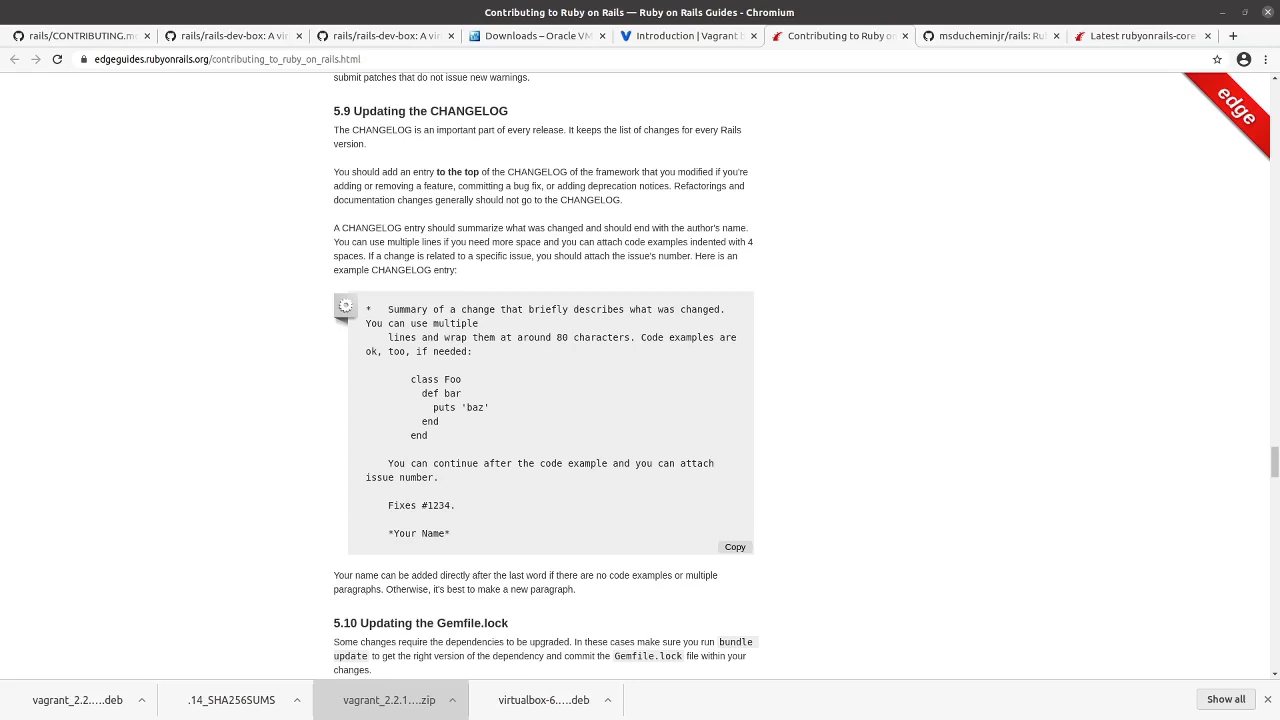 Contributing to Ruby on Rails — Ruby on Rails Guides - Chromium
rails/CONTRIBUTING.m
rails/rails-dev-box: A vi
rails/rails-dev-box: A vi
Downloads – Oracle VM
Introduction | Vagrant b
Contributing to Ruby on
msducheminjr/rails: Rub
Latest rubyonrails-core
edgeguides.rubyonrails.org/contributing_to_ruby_on_rails.html
edge
submit patches that do not issue new warnings.
5.9 Updating the CHANGELOG
The CHANGELOG is an important part of every release. It keeps the list of changes for every Rails
version.
You should add an entry to the top of the CHANGELOG of the framework that you modified if you're
adding or removing a feature, committing a bug fix, or adding deprecation notices. Refactorings and
documentation changes generally should not go to the CHANGELOG.
A CHANGELOG entry should summarize what was changed and should end with the author's name.
You can use multiple lines if you need more space and you can attach code examples indented with 4
spaces. If a change is related to a specific issue, you should attach the issue's number. Here is an
example CHANGELOG entry:
*   Summary of a change that briefly describes what was changed.
You can use multiple
    lines and wrap them at around 80 characters. Code examples are
ok, too, if needed:
        class Foo
          def bar
            puts 'baz'
          end
        end
    You can continue after the code example and you can attach
issue number.
    Fixes #1234.
    *Your Name*
Copy
Your name can be added directly after the last word if there are no code examples or multiple
paragraphs. Otherwise, it's best to make a new paragraph.
5.10 Updating the Gemfile.lock
Some changes require the dependencies to be upgraded. In these cases make sure you run bundle
update to get the right version of the dependency and commit the Gemfile.lock file within your
changes.
vagrant_2.2.....deb
.14_SHA256SUMS
vagrant_2.2.1....zip
virtualbox-6.....deb
Show all